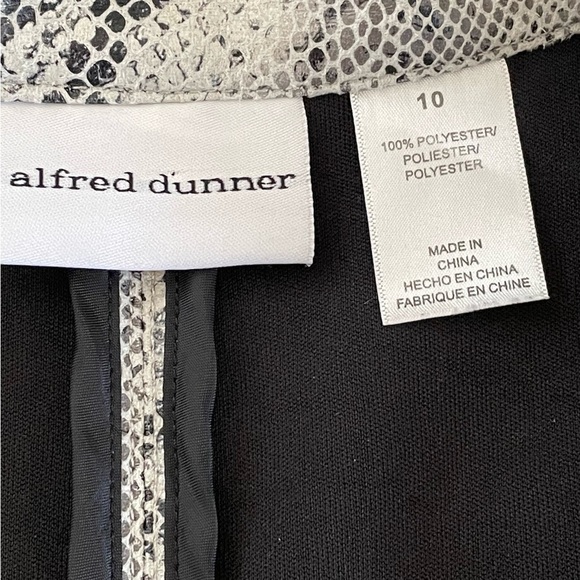 alfred dunner
10
100% POLYESTER/
POLIESTER/
POLYESTER
MADE IN
CHINA
HECHO EN CHINA
FABRIQUE EN CHINE